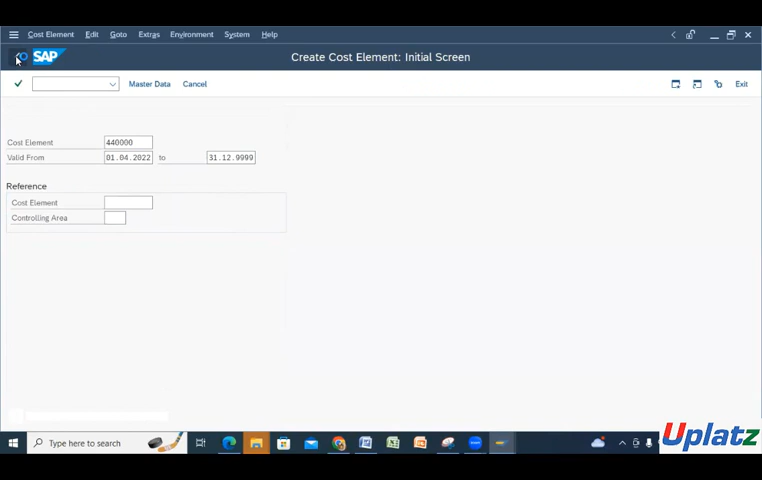 Cost Element Edit Goto Extras Environment System Help
SAP Create Cost Element: Initial Screen
Master Data Cancel Exit
Cost Element 440000
Valid From 01.04.2022 to 31.12.9999
Reference
Cost Element
Controlling Area
Type here to search
Uplatz